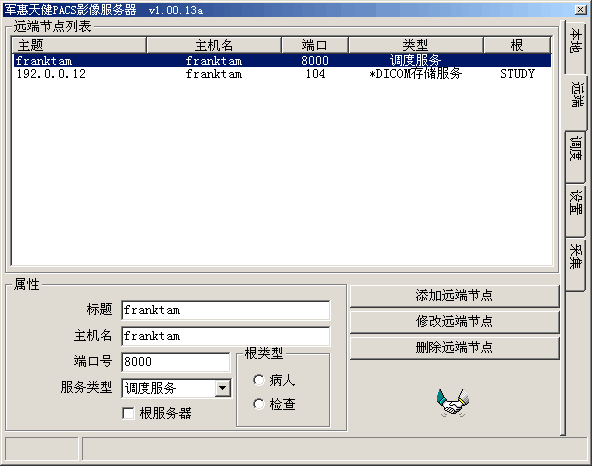 军惠天健PACS影像服务器 v1.00.13a
远端节点列表
主题 主机名 端口 类型 根
franktam franktam 8000 调度服务
192.0.0.12 franktam 104 *DICOM存储服务 STUDY
本地
远端
调度
设置
采集
属性
标题 franktam
主机名 franktam
端口号 8000
服务类型 调度服务
根服务器
根类型
病人
检查
添加远端节点
修改远端节点
删除远端节点